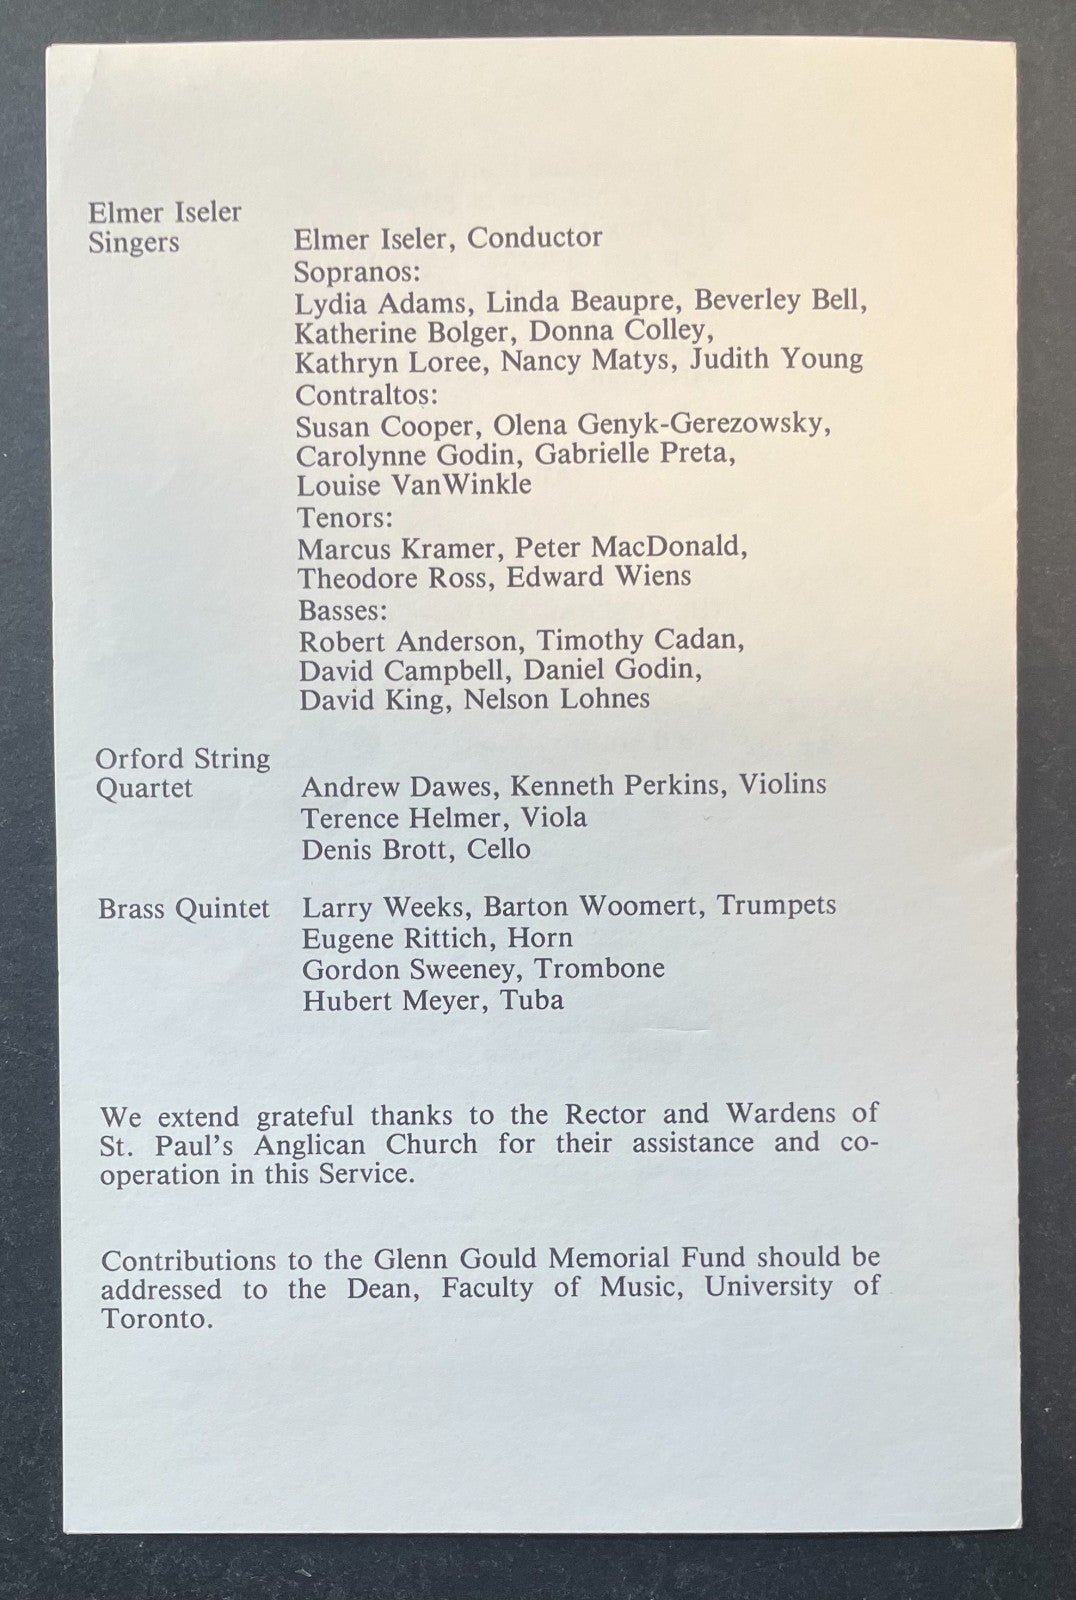 Elmer Iseler
Singers
Elmer Iseler, Conductor
Sopranos:
Lydia Adams, Linda Beaupre, Beverley Bell,
Katherine Bolger, Donna Colley,
Kathryn Loree, Nancy Matys, Judith Young
Contraltos:
Susan Cooper, Olena Genyk-Gerezowsky,
Carolynne Godin, Gabrielle Preta,
Louise VanWinkle
Tenors:
Marcus Kramer, Peter MacDonald,
Theodore Ross, Edward Wiens
Basses:
Robert Anderson, Timothy Cadan,
David Campbell, Daniel Godin,
David King, Nelson Lohnes
Orford String
Quartet
Andrew Dawes, Kenneth Perkins, Violins
Terence Helmer, Viola
Denis Brott, Cello
Brass Quintet Larry Weeks, Barton Woomert, Trumpets
Eugene Rittich, Horn
Gordon Sweeney, Trombone
Hubert Meyer, Tuba
We extend grateful thanks to the Rector and Wardens of
St. Paul's Anglican Church for their assistance and co-
operation in this Service.
Contributions to the Glenn Gould Memorial Fund should be
addressed to the Dean, Faculty of Music, University of
Toronto.